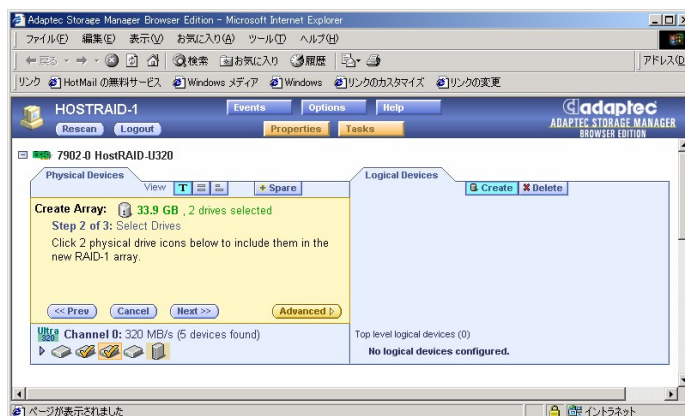 Adaptec Storage Manager Browser Edition - Microsoft Internet Explorer
ファイル(F) 編集(E) 表示(V) お気に入り(A) ツール(T) ヘルプ(H)
戻る 検索 お気に入り 履歴 アドレス(D
リンク HotMail の無料サービス Windows メディア Windows リンクのカスタマイズ リンクの変更
HOSTRAID-1 Events Options Help adaptec
Rescan Logout Properties Tasks ADAPTEC STORAGE MANAGER
BROWSER EDITION
7902-0 HostRAID-U320
Physical Devices Logical Devices
View T + Spare Create Delete
Create Array: 33.9 GB , 2 drives selected
Step 2 of 3: Select Drives
Click 2 physical drive icons below to include them in the
new RAID-1 array.
<< Prev Cancel Next >> Advanced
Ultra 320 Channel 0: 320 MB/s (5 devices found) Top level logical devices (0)
No logical devices configured.
ページが表示されました イントラネット